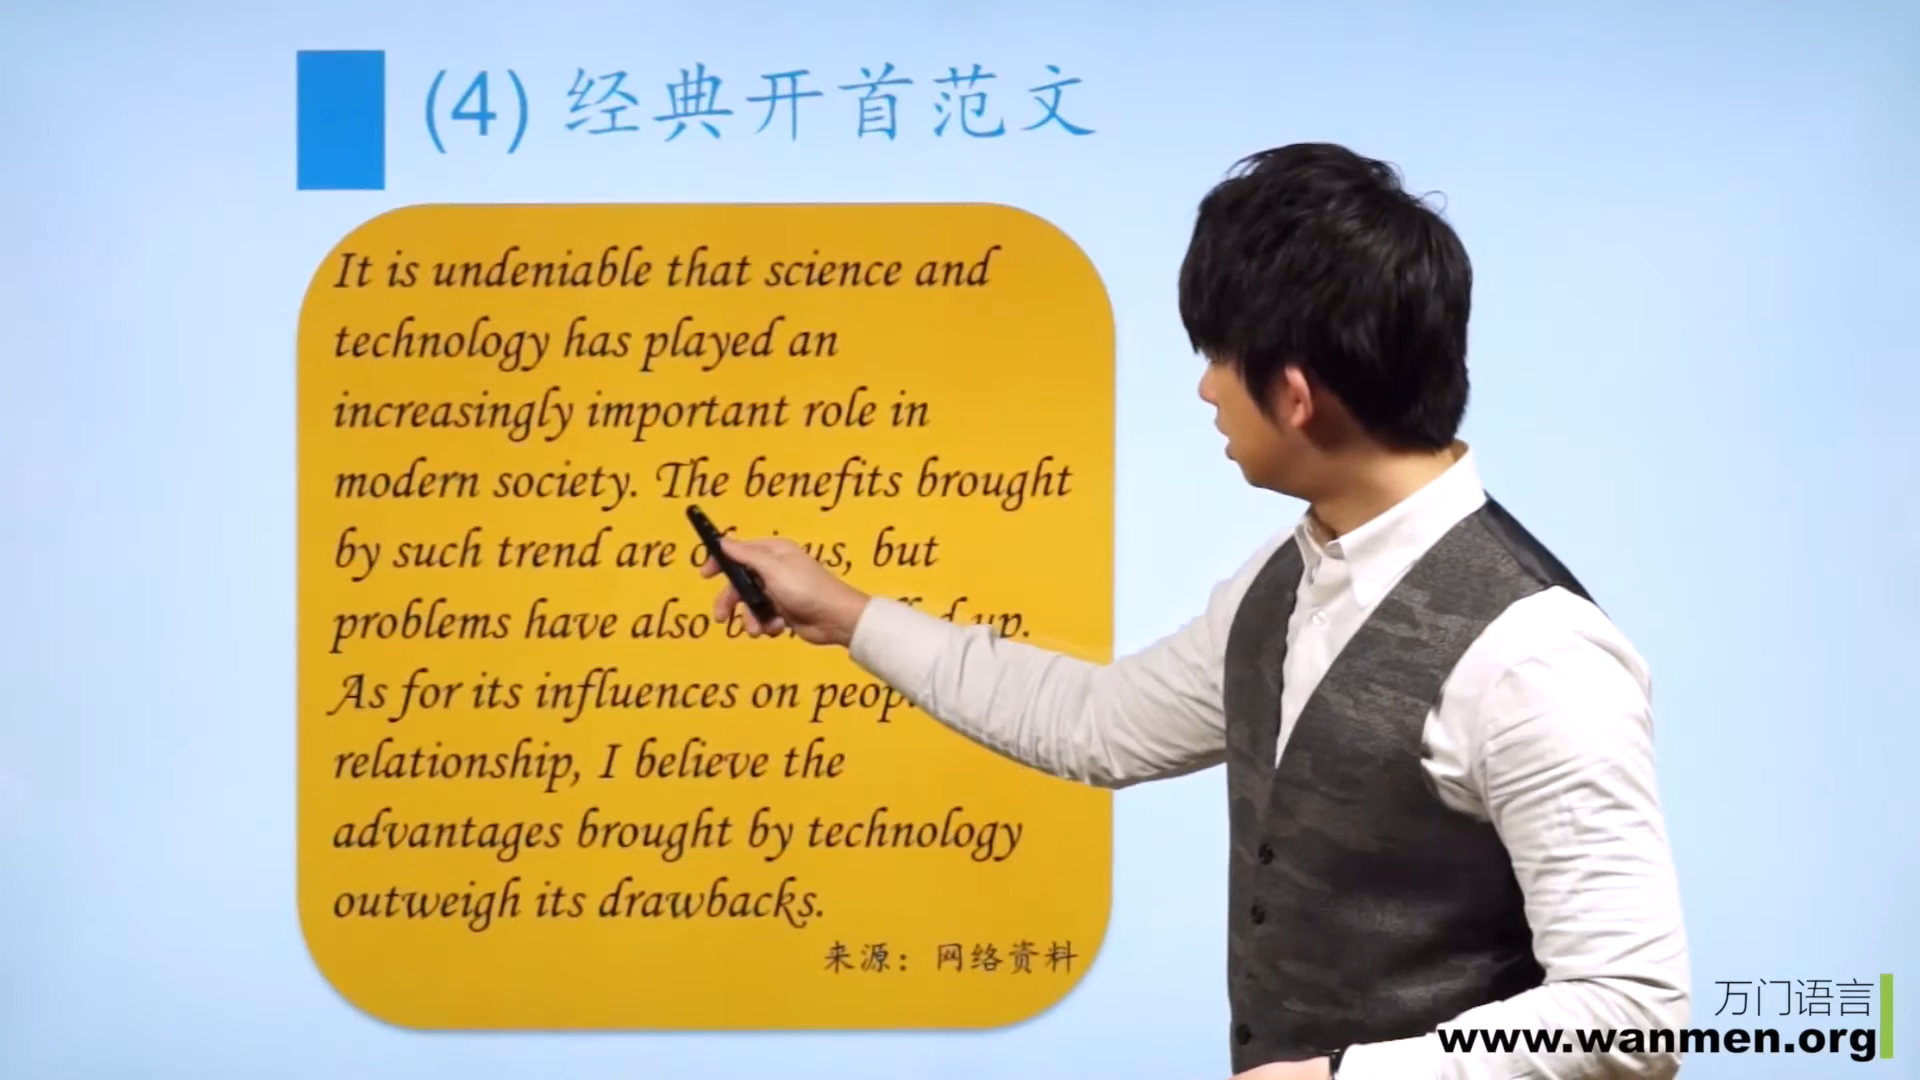 (4) 经典开首范文
It is undeniable that science and
technology has played an
increasingly important role in
modern society. The benefits brought
by such trend are us, but
problems have also up.
As for its influences on
relationship, I believe the
advantages brought by technology
outweigh its drawbacks.
来源：网络资料
万门语言
www.wanmen.org